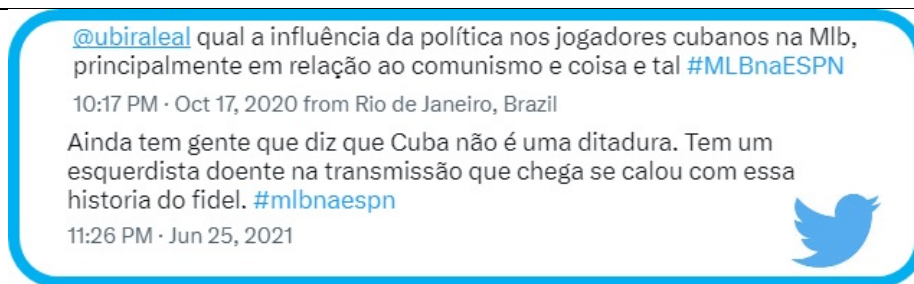 @ubiraleal qual a influência da política nos jogadores cubanos na Mlb,
principalmente em relação ao comunismo e coisa e tal #MLBnaESPN
10:17 PM · Oct 17, 2020 from Rio de Janeiro, Brazil
Ainda tem gente que diz que Cuba não é uma ditadura. Tem um
esquerdista doente na transmissão que chega se calou com essa
historia do fidel. #mlbnaespn
11:26 PM · Jun 25, 2021